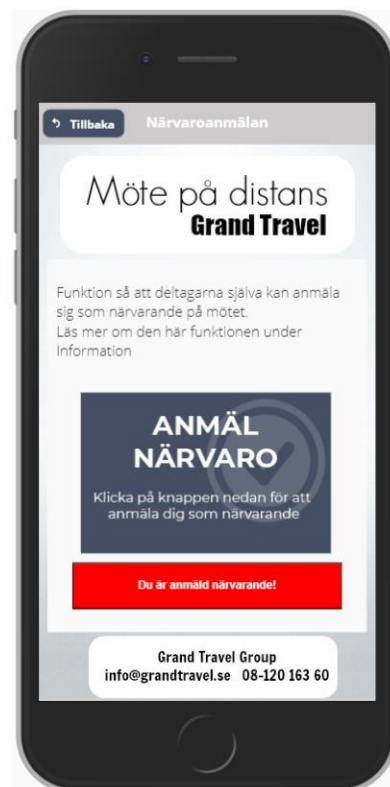 Tillbaka
Närvaroanmälan
Möte på distans
Grand Travel
Funktion så att deltagarna själva kan anmäla
sig som närvarande på mötet.
Läs mer om den här funktionen under
Information
ANMÄL
NÄRVARO
Klicka på knappen nedan för att
anmäla dig som närvarande
Du är anmäld närvarande!
Grand Travel Group
info@grandtravel.se 08-120 163 60